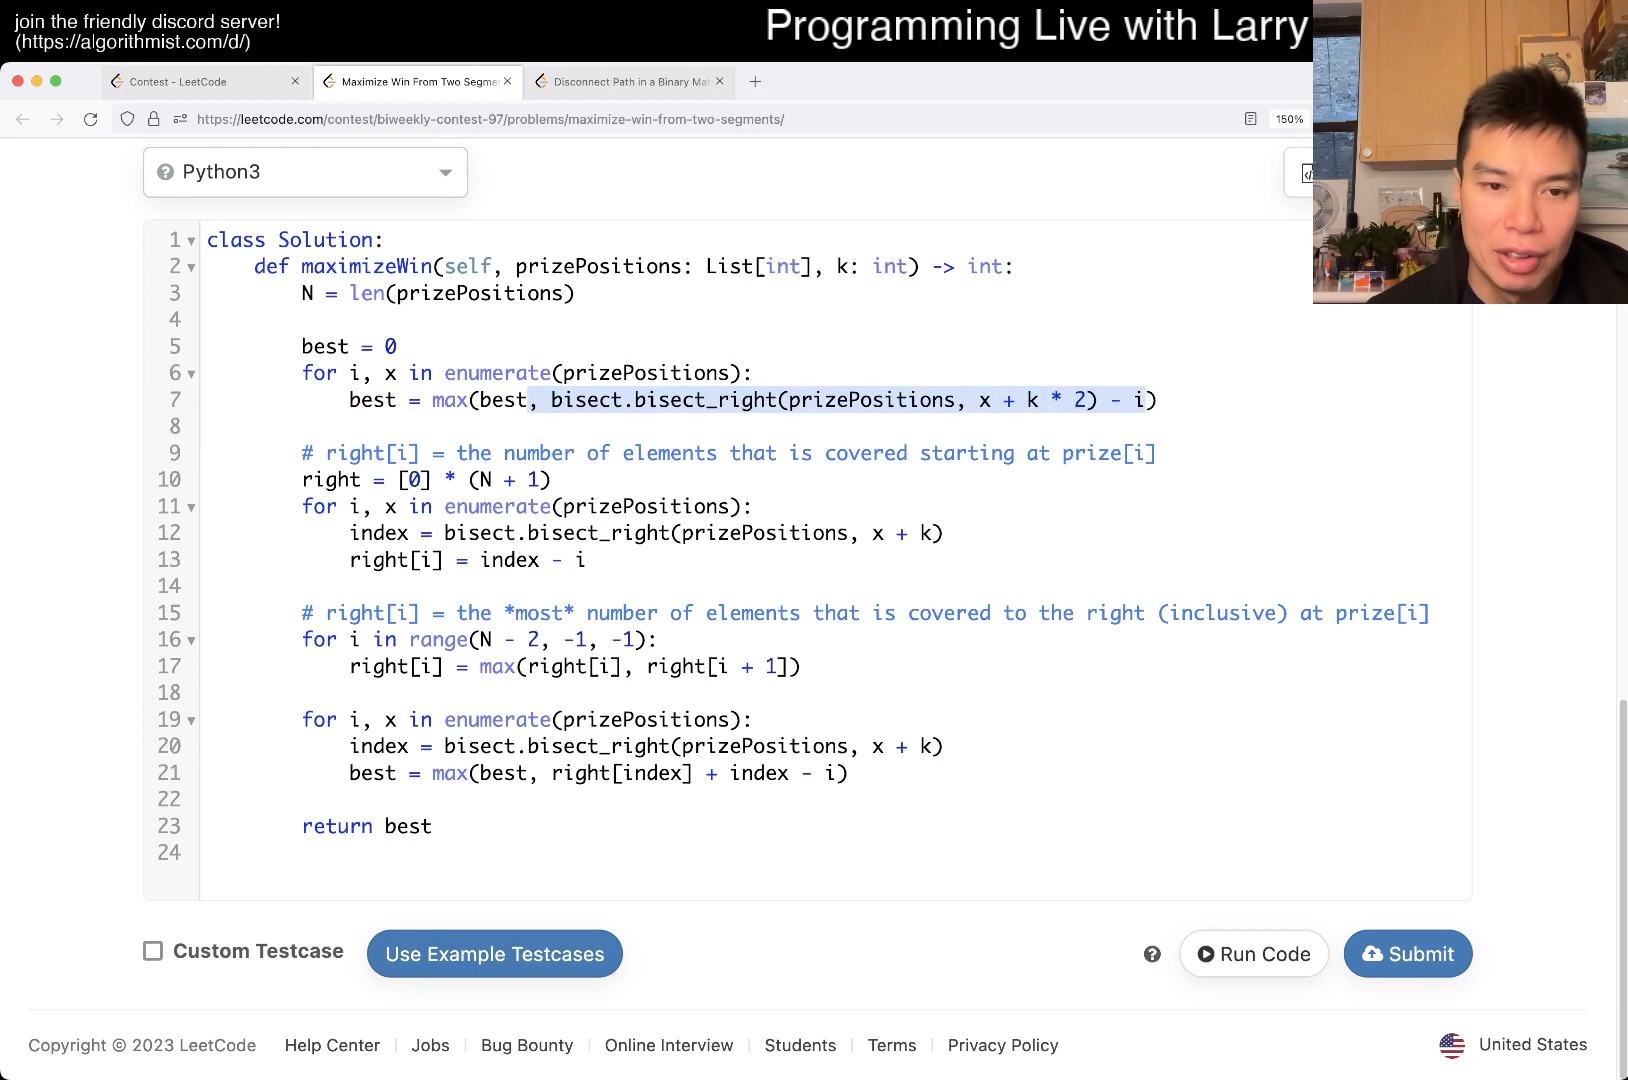 join the friendly discord server!
(https://algorithmist.com/d/)
Programming Live with Larry
Contest - LeetCode
Maximize Win From Two Segme
Disconnect Path in a Binary Mat
https://leetcode.com/contest/biweekly-contest-97/problems/maximize-win-from-two-segments/
150%
Python3
1 class Solution:
2     def maximizeWin(self, prizePositions: List[int], k: int) -> int:
3         N = len(prizePositions)
4
5         best = 0
6         for i, x in enumerate(prizePositions):
7             best = max(best, bisect.bisect_right(prizePositions, x + k * 2) - i)
8
9         # right[i] = the number of elements that is covered starting at prize[i]
10         right = [0] * (N + 1)
11         for i, x in enumerate(prizePositions):
12             index = bisect.bisect_right(prizePositions, x + k)
13             right[i] = index - i
14
15         # right[i] = the *most* number of elements that is covered to the right (inclusive) at prize[i]
16         for i in range(N - 2, -1, -1):
17             right[i] = max(right[i], right[i + 1])
18
19         for i, x in enumerate(prizePositions):
20             index = bisect.bisect_right(prizePositions, x + k)
21             best = max(best, right[index] + index - i)
22
23         return best
24
Custom Testcase
Use Example Testcases
Run Code
Submit
Copyright © 2023 LeetCode
Help Center
Jobs
Bug Bounty
Online Interview
Students
Terms
Privacy Policy
United States